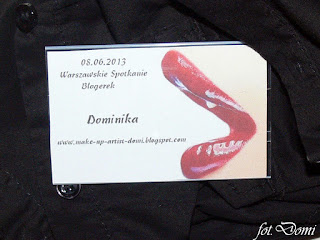 08.06.2013
Warszawskie Spotkanie
Blogerek
Dominika
www.make-up-artist-domi.blogspot.com
fot.Domi